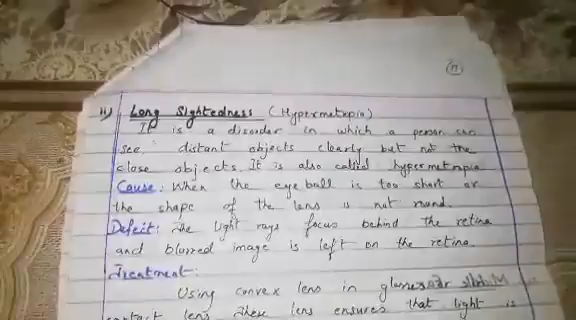 11
ii) Long Sightedness (Hypermetropia)
It is a disorder in which a person can
see distant objects clearly but not the
close objects. It is also called hypermetropia
Cause: When the eye ball is too short or
the shape of the lens is not round.
Defeit: The light rays focus behind the retina
and blurred image is left on the retina.
Treatment:
Using convex lens in glasses or
contact lens. These lens ensures that light is